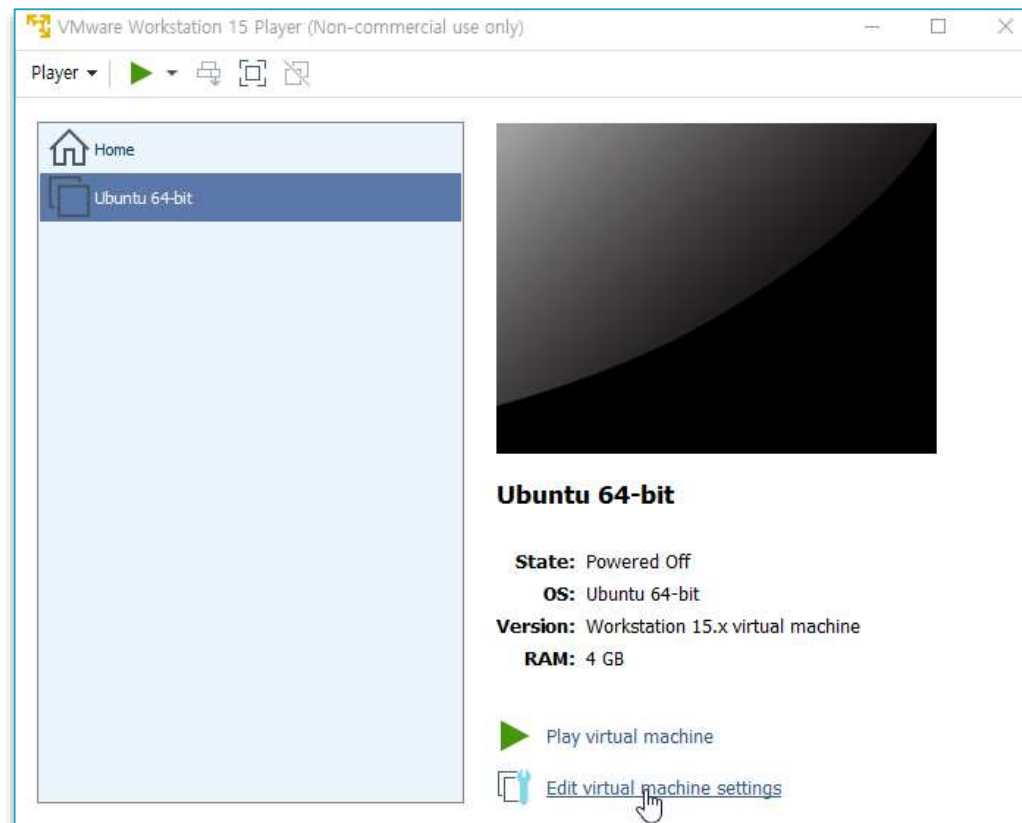 VMware Workstation 15 Player (Non-commercial use only)
Player
Home
Ubuntu 64-bit
Ubuntu 64-bit
State: Powered Off
OS: Ubuntu 64-bit
Version: Workstation 15.x virtual machine
RAM: 4 GB
Play virtual machine
Edit virtual machine settings